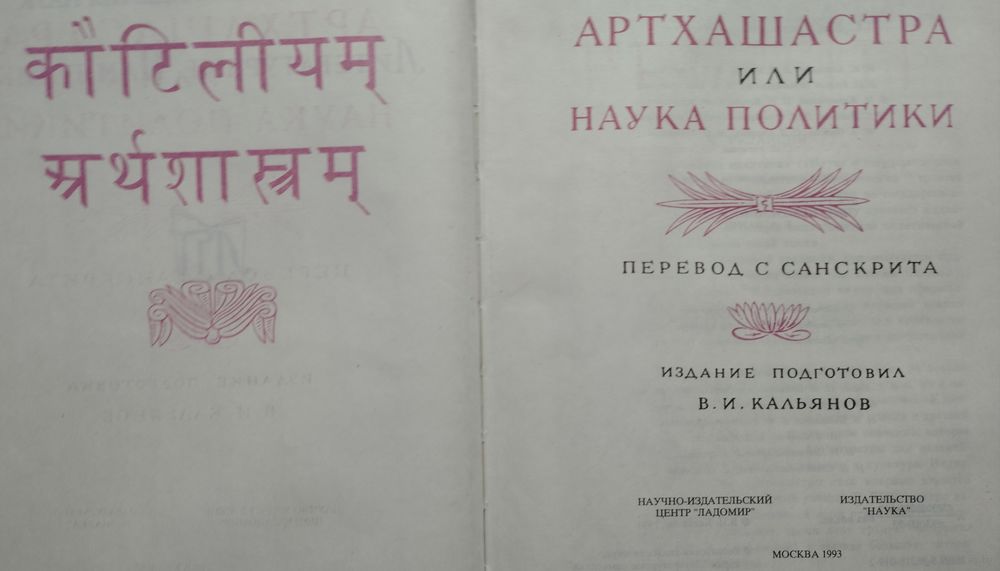 कौटिलीयम्
अर्थशास्त्रम्
АРТХАШАСТРА
ИЛИ
НАУКА ПОЛИТИКИ
ПЕРЕВОД С САНСКРИТА
ИЗДАНИЕ ПОДГОТОВИЛ
В. И. КАЛЬЯНОВ
НАУЧНО-ИЗДАТЕЛЬСКИЙ
ЦЕНТР "ЛАДОМИР"
ИЗДАТЕЛЬСТВО
"НАУКА"
МОСКВА 1993